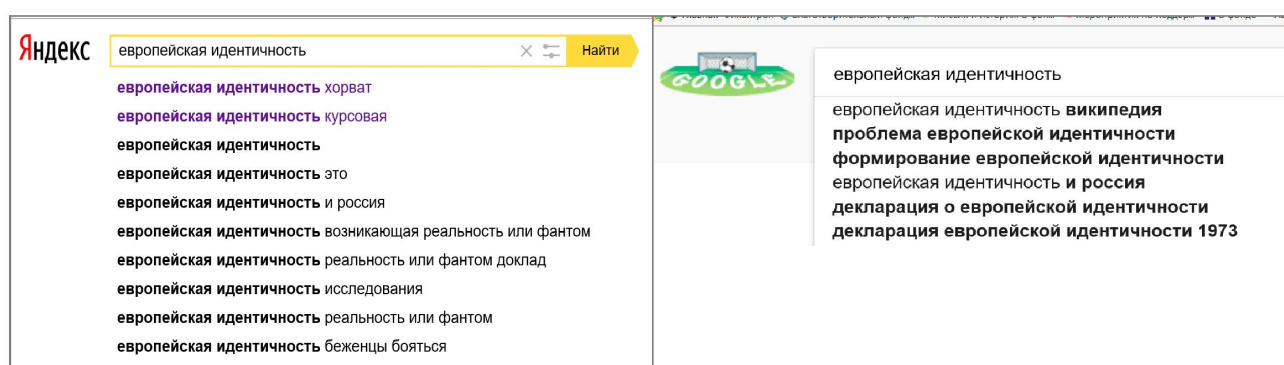 Яндекс
европейская идентичность
Найти
европейская идентичность хорват
европейская идентичность курсовая
европейская идентичность
европейская идентичность это
европейская идентичность и россия
европейская идентичность возникающая реальность или фантом
европейская идентичность реальность или фантом доклад
европейская идентичность исследования
европейская идентичность реальность или фантом
европейская идентичность беженцы бояться
GOOGLE
европейская идентичность
европейская идентичность википедия
проблема европейской идентичности
формирование европейской идентичности
европейская идентичность и россия
декларация о европейской идентичности
декларация европейской идентичности 1973